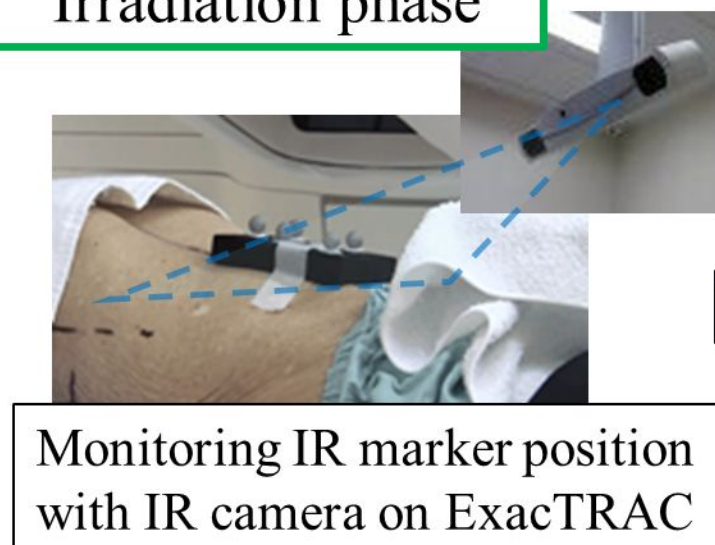 Irradiation phase
Monitoring IR marker position
with IR camera on ExacTRAC